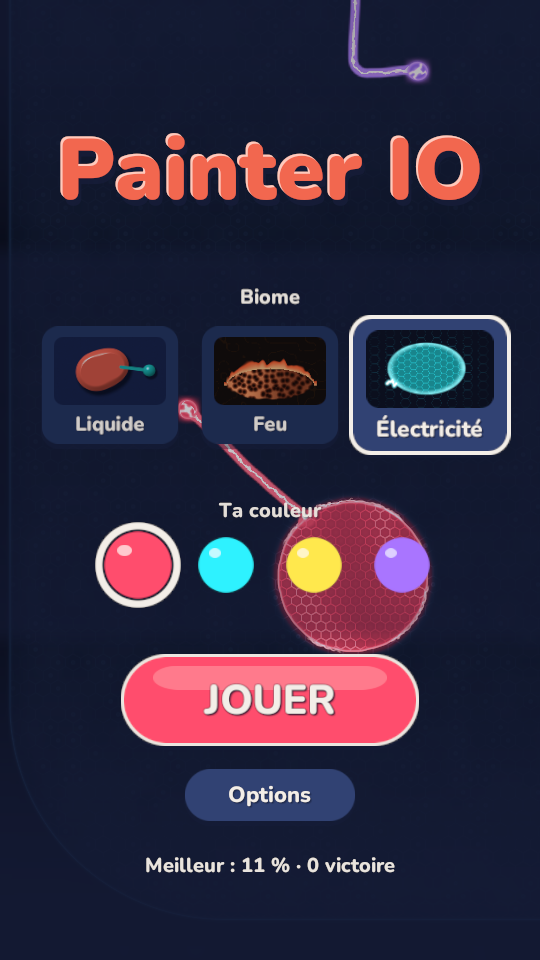 Painter IO
Biome
Liquide
Feu
Électricité
Ta couleur
JOUER
Options
Meilleur : 11 % · 0 victoire